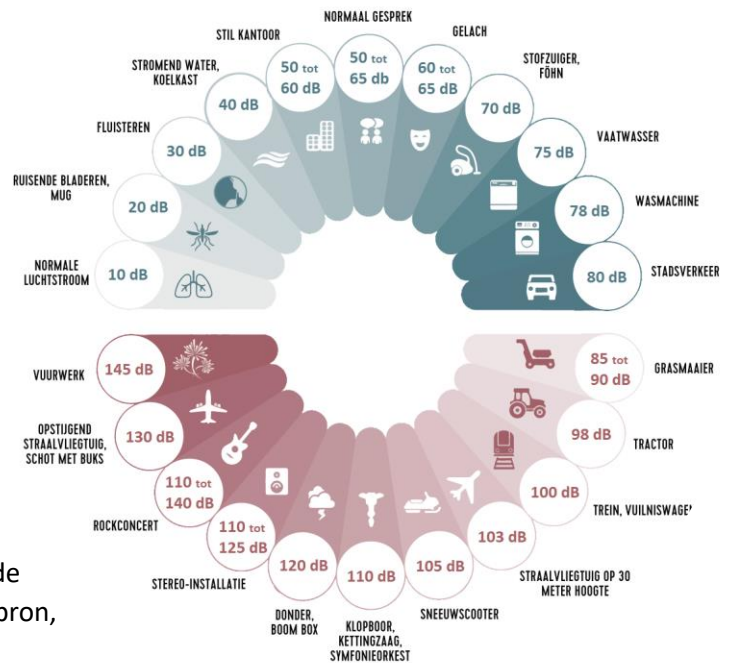 NORMALE
LUCHTSTROOM
10 dB
RUISENDE BLADEREN,
MUG
20 dB
FLUISTEREN
30 dB
STROMEND WATER,
KOELKAST
40 dB
STIL KANTOOR
50 tot
60 dB
NORMAAL GESPREK
50 tot
65 db
GELACH
60 tot
65 dB
STOFZUIGER,
FÖHN
70 dB
VAATWASSER
75 dB
WASMACHINE
78 dB
STADSVERKEER
80 dB
GRASMAAIER
85 tot
90 dB
TRACTOR
98 dB
TREIN, VUILNISWAGE'
100 dB
STRAALVLIEGTUIG OP 30
METER HOOGTE
103 dB
SNEEUWSCOOTER
105 dB
KLOPBOOR,
KETTINGZAAG,
SYMFONIEORKEST
110 dB
DONDER,
BOOM BOX
120 dB
STEREO-INSTALLATIE
110 tot
125 dB
ROCKCONCERT
110 tot
140 dB
OPSTIJGEND
STRAALVLIEGTUIG,
SCHOT MET BUKS
130 dB
VUURWERK
145 dB
de
bron,